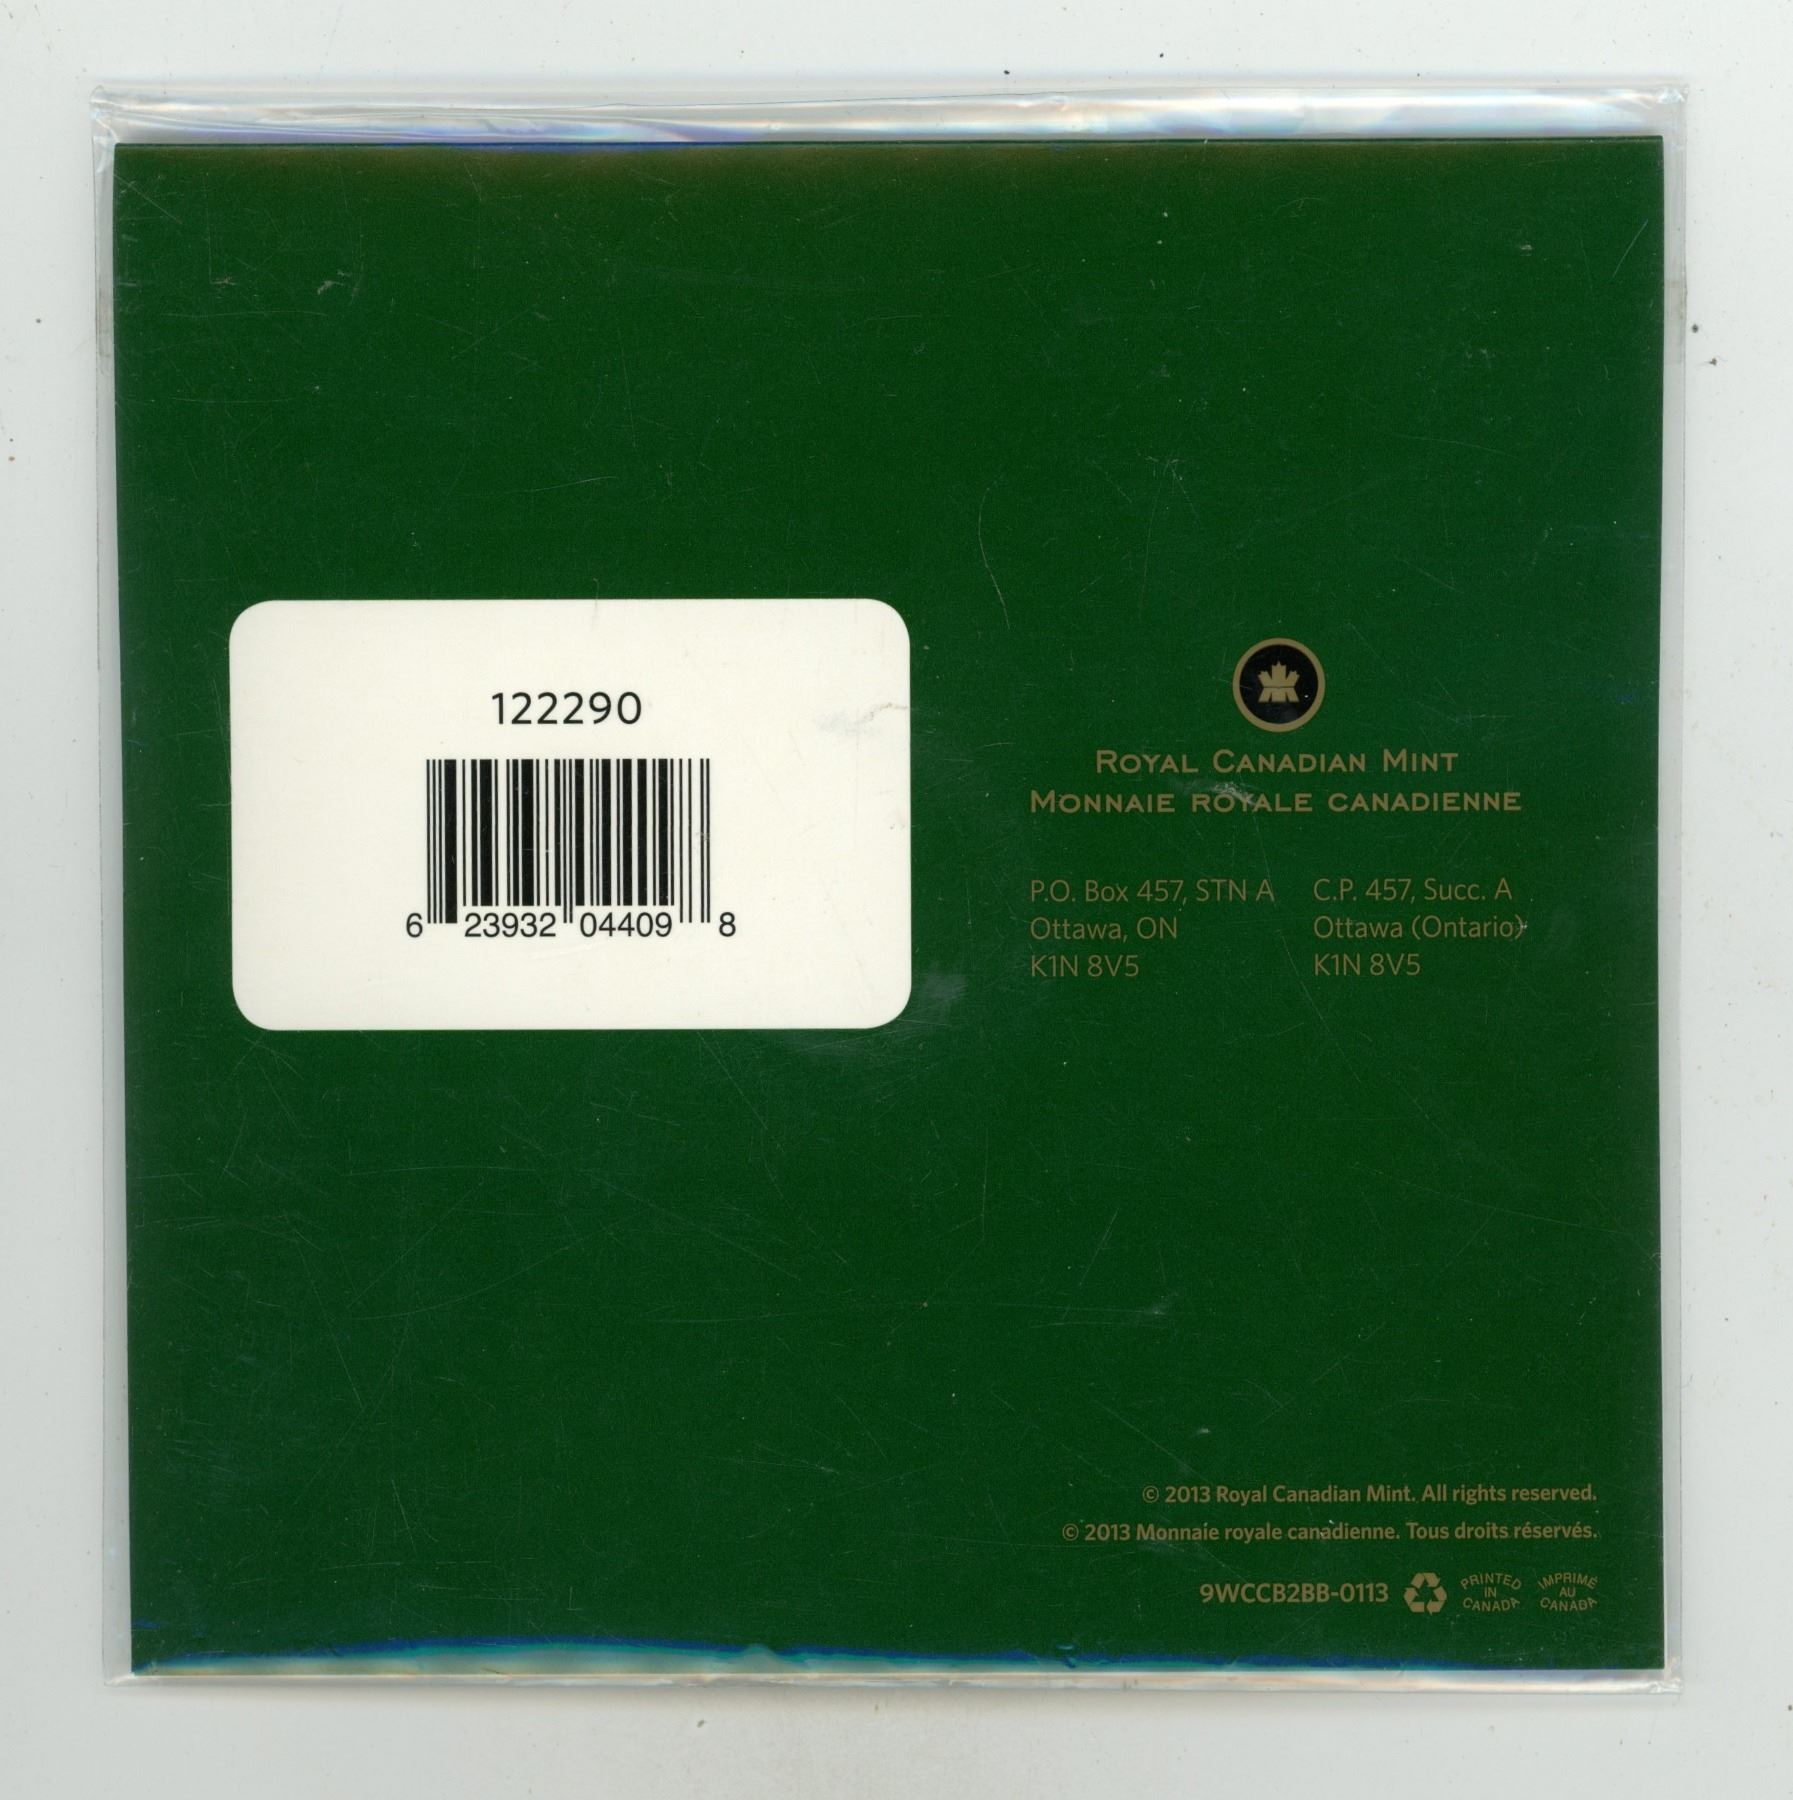 122290
6 23932 04409 8
ROYAL CANADIAN MINT
MONNAIE ROYALE CANADIENNE
P.O. Box 457, STN A
Ottawa, ON
K1N 8V5
C.P. 457, Succ. A
Ottawa (Ontario)
K1N 8V5
© 2013 Royal Canadian Mint. All rights reserved.
© 2013 Monnaie royale canadienne. Tous droits réservés.
9WCCB2BB-0113
PRINTED
IN
CANADA
IMPRIMÉ
AU
CANADA